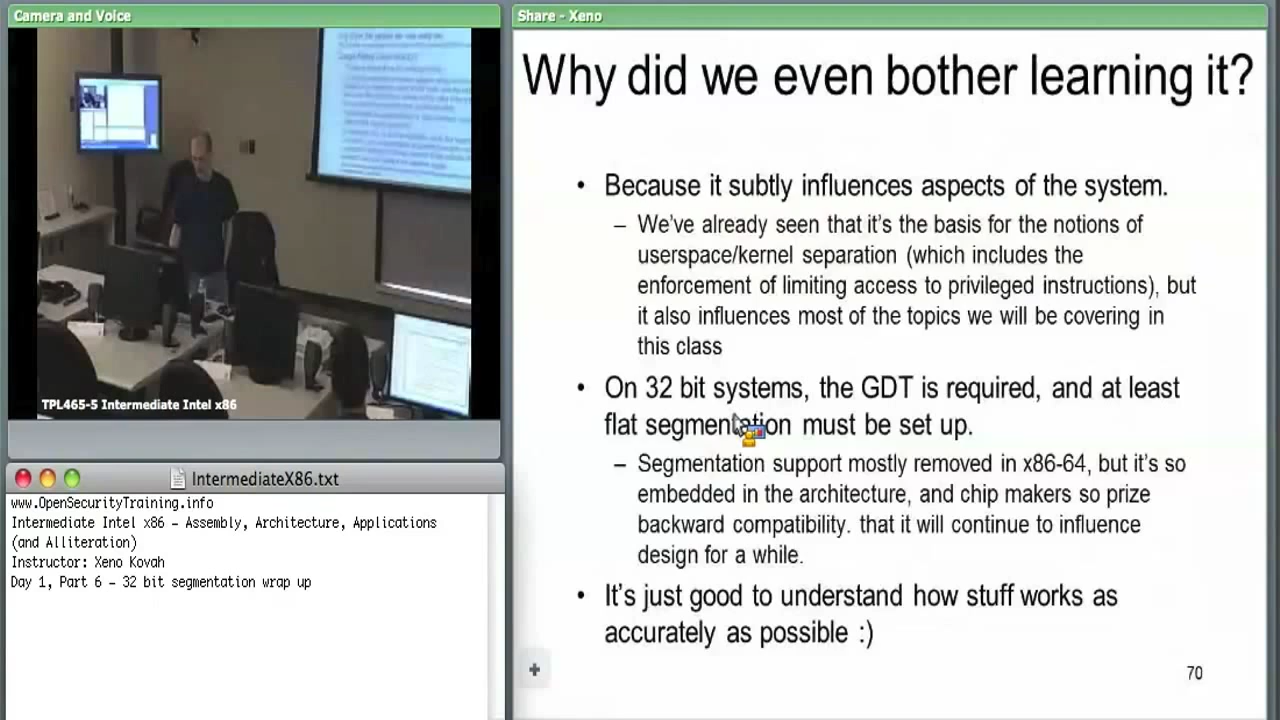 Camera and Voice
TPL465-5 Intermediate Intel x86
IntermediateX86.txt
www.OpenSecurityTraining.info
Intermediate Intel x86 – Assembly, Architecture, Applications
(and Alliteration)
Instructor: Xeno Kovah
Day 1, Part 6 – 32 bit segmentation wrap up
Share - Xeno
Why did we even bother learning it?
• Because it subtly influences aspects of the system.
– We've already seen that it's the basis for the notions of
userspace/kernel separation (which includes the
enforcement of limiting access to privileged instructions), but
it also influences most of the topics we will be covering in
this class
• On 32 bit systems, the GDT is required, and at least
flat segmentation must be set up.
– Segmentation support mostly removed in x86-64, but it's so
embedded in the architecture, and chip makers so prize
backward compatibility. that it will continue to influence
design for a while.
• It's just good to understand how stuff works as
accurately as possible :)
70